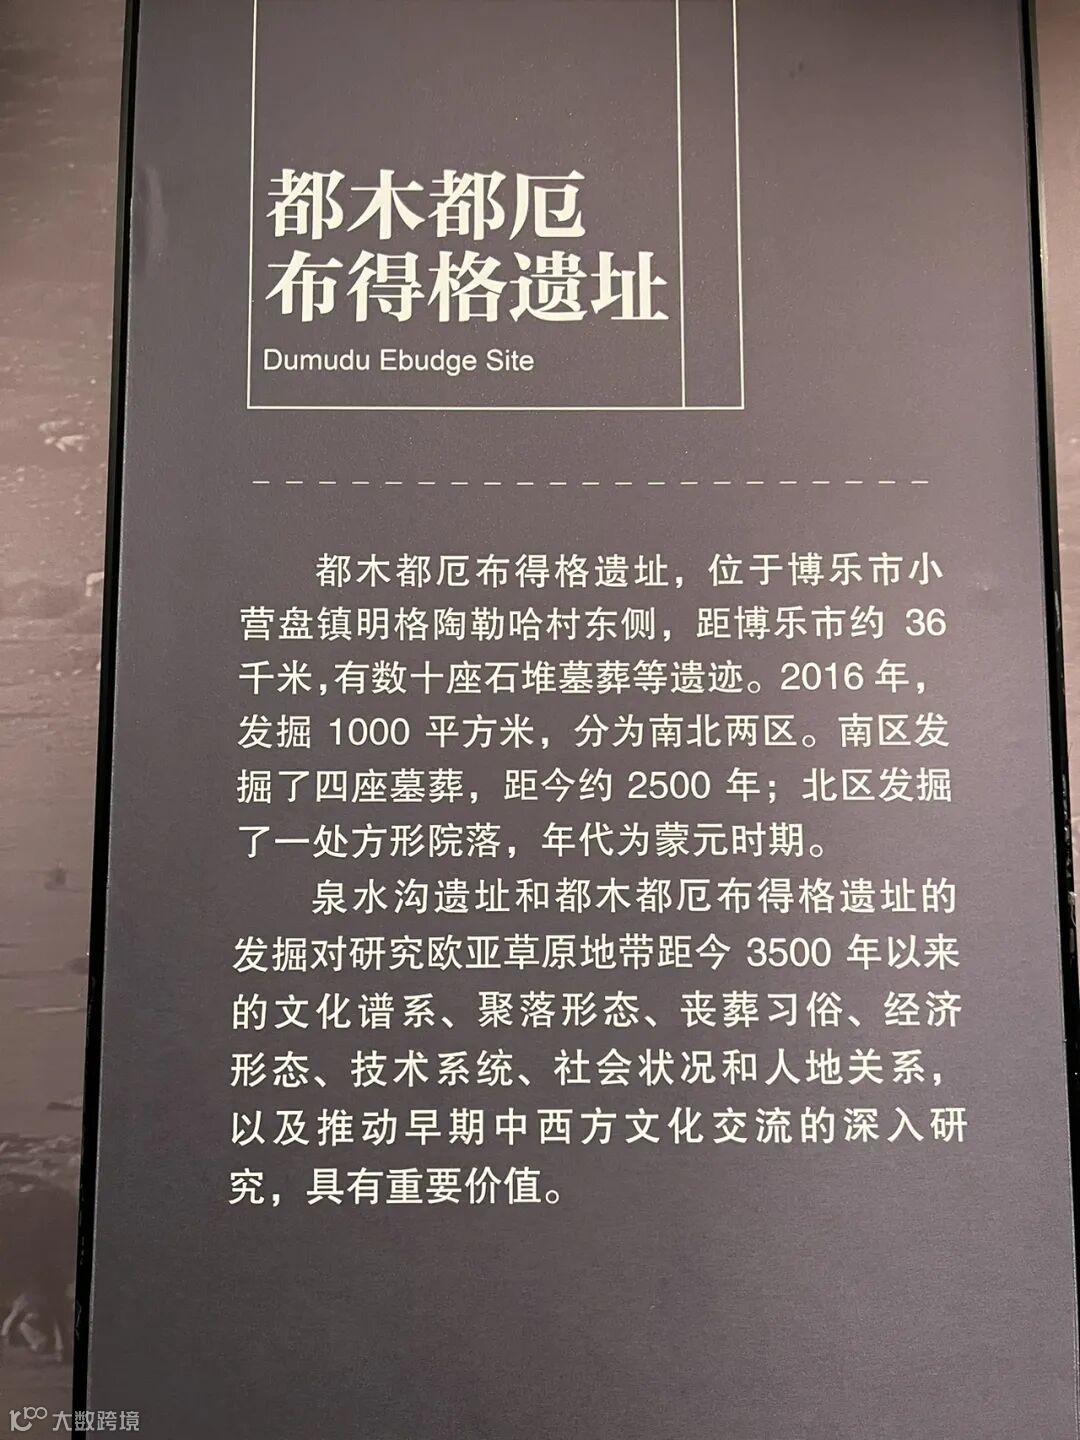 都木都厄
布得格遗址
Dumudu Ebudge Site
都木都厄布得格遗址，位于博乐市小
营盘镇明格陶勒哈村东侧，距博乐市约 36
千米，有数十座石堆墓葬等遗迹。2016 年，
发掘 1000 平方米，分为南北两区。南区发
掘了四座墓葬，距今约 2500 年；北区发掘
了一处方形院落，年代为蒙元时期。
泉水沟遗址和都木都厄布得格遗址的
发掘对研究欧亚草原地带距今 3500 年以来
的文化谱系、聚落形态、丧葬习俗、经济
形态、技术系统、社会状况和人地关系，
以及推动早期中西方文化交流的深入研
究，具有重要价值。
大数跨境